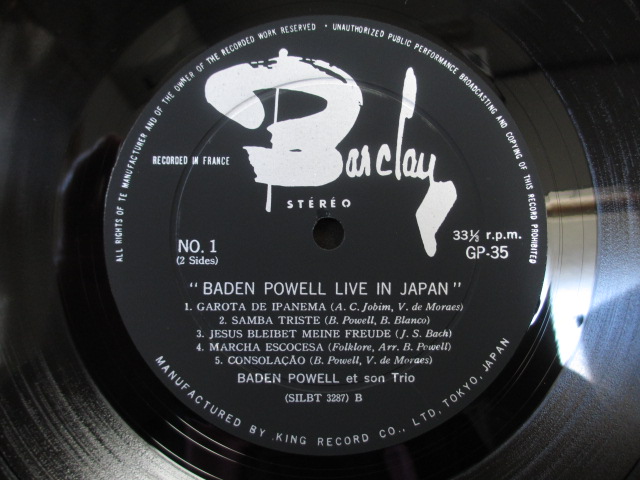 ALL RIGHTS OF TE MANUFACTURER AND OF THE OWNER OF THE RECORDED WORK RESERVED · UNAUTHORIZED PUBLIC PERFORMANCE BROADCASTING AND COPYING OF THIS RECORD PROHIBITED
Barclay
RECORDED IN FRANCE
STÉRÉO
NO. 1
(2 Sides)
33⅓ r.p.m.
GP-35
"BADEN POWELL LIVE IN JAPAN"
1. GAROTA DE IPANEMA (A. C. Jobim, V. de Moraes)
2. SAMBA TRISTE (B. Powell, B. Blanco)
3. JESUS BLEIBET MEINE FREUDE (J. S. Bach)
4. MARCHA ESCOCESA (Folklore, Arr. B. Powell)
5. CONSOLAÇÃO (B. Powell, V. de Moraes)
BADEN POWELL et son Trio
(SILBT 3287) B
MANUFACTURED BY KING RECORD CO., LTD, TOKYO, JAPAN